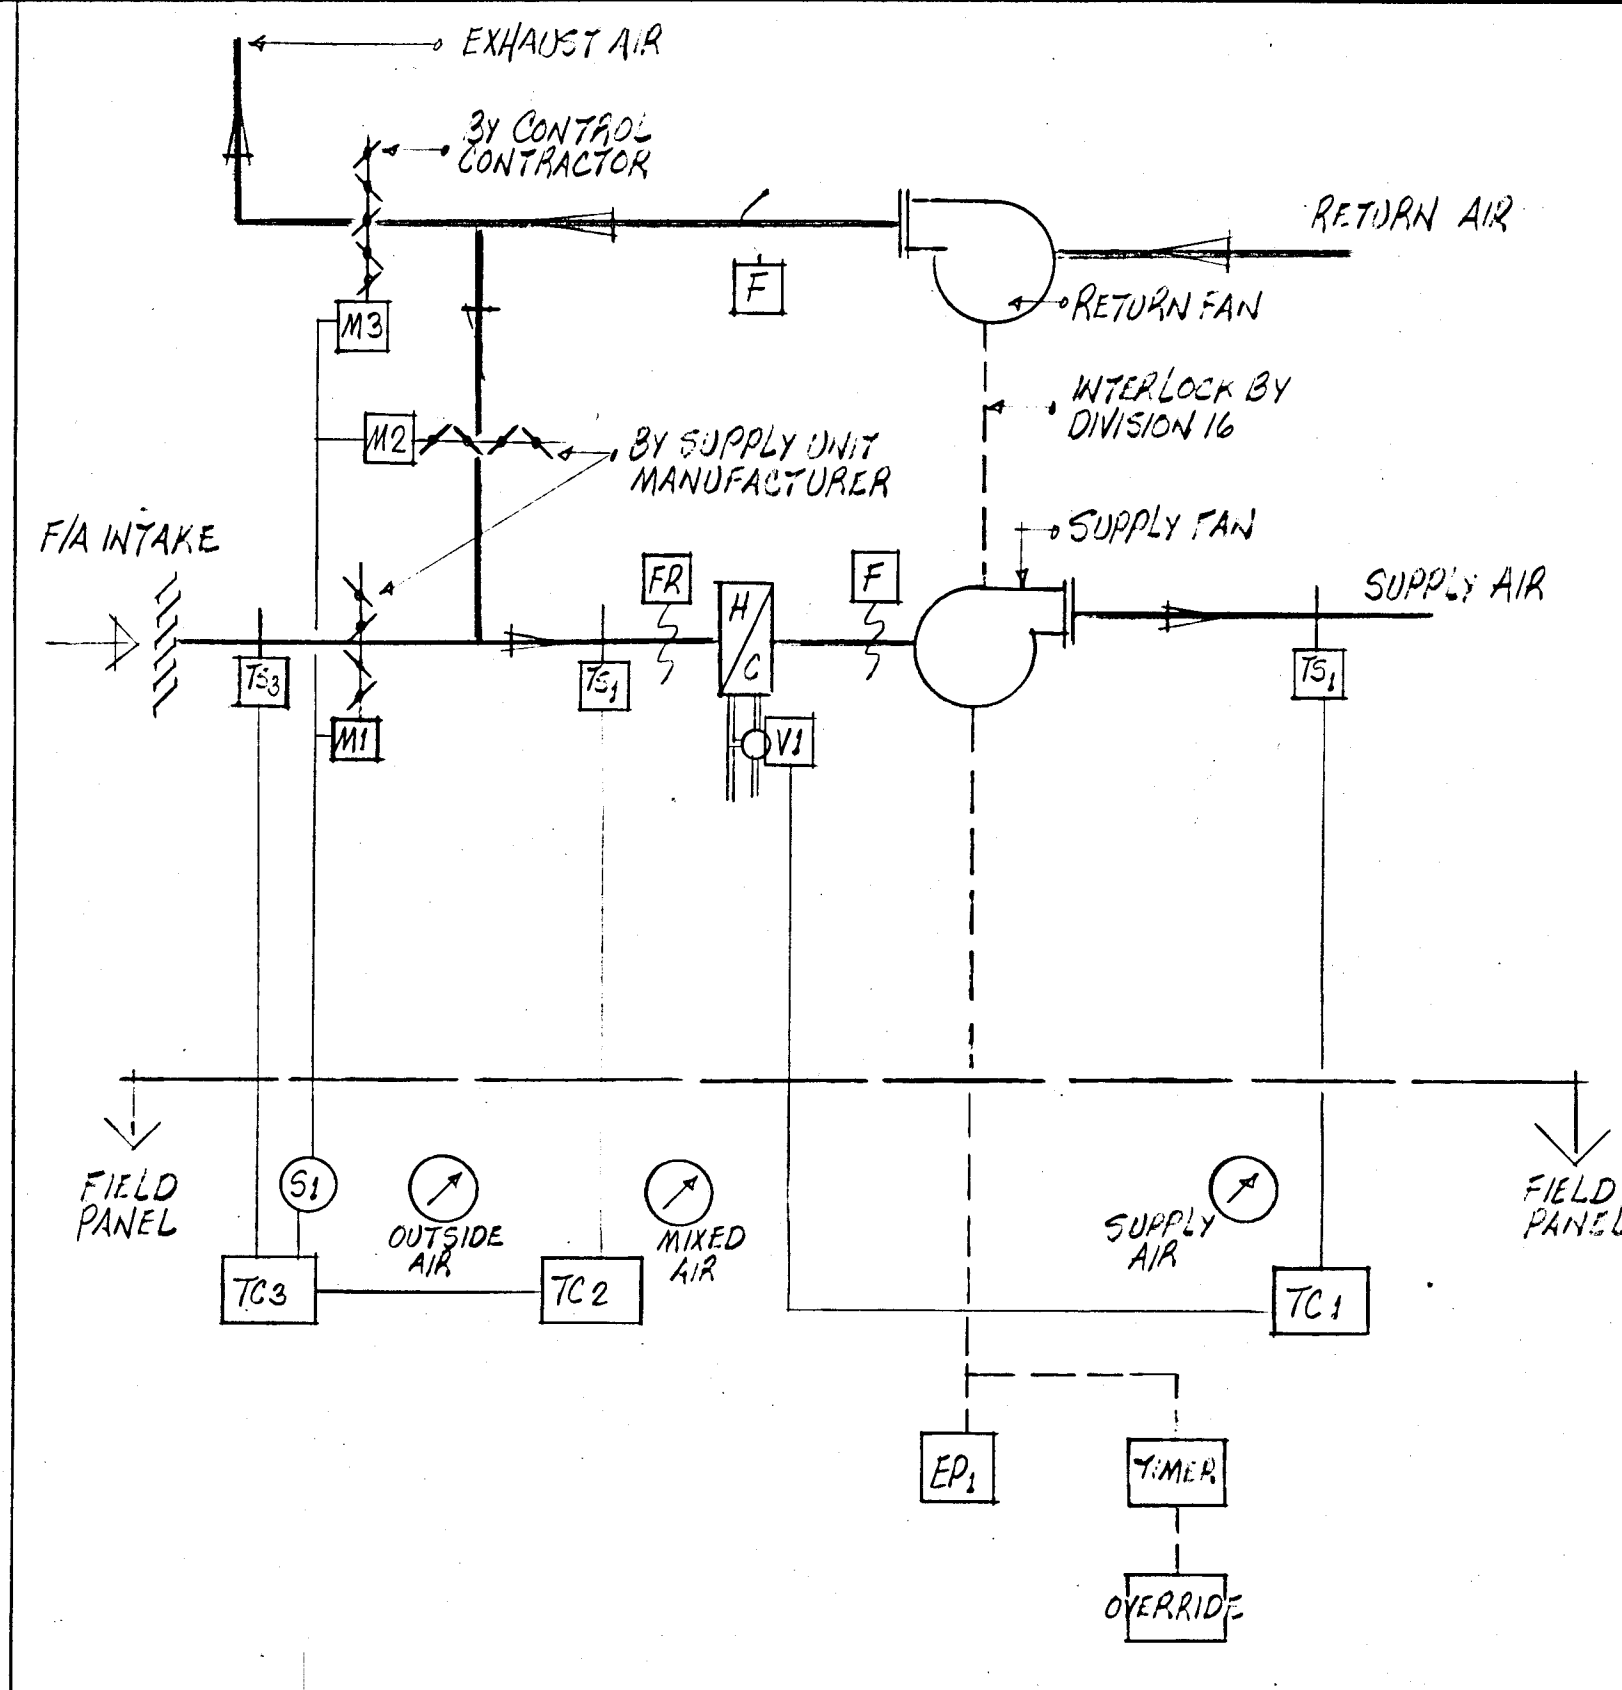 EXHAUST AIR
BY CONTROL
CONTRACTOR
RETURN AIR
F
M3
RETURN FAN
INTERLOCK BY
DIVISION 16
M2
BY SUPPLY UNIT
MANUFACTURER
F/A INTAKE
SUPPLY FAN
FR
F
SUPPLY AIR
H/C
TS3
TS1
TS1
M1
V1
FIELD
PANEL
S1
OUTSIDE
AIR
MIXED
AIR
SUPPLY
AIR
FIELD
PANEL
TC3
TC2
TC1
EP1
TIMER
OVERRIDE